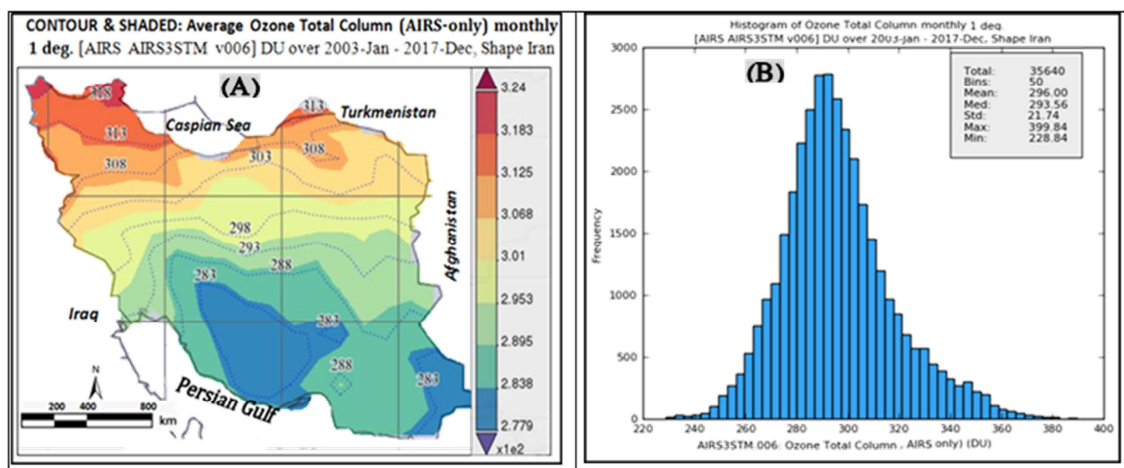 CONTOUR & SHADED: Average Ozone Total Column (AIRS-only) monthly
1 deg. [AIRS AIRS3STM v006] DU over 2003-Jan - 2017-Dec, Shape Iran
(A)
318
313
Turkmenistan
Caspian Sea
313
303
308
308
298
293
288
283
283
288
283
Afghanistan
Iraq
Persian Gulf
N
200 400 800
km
3.24
3.183
3.125
3.068
3.01
2.953
2.895
2.838
2.779
x1e2
Histogram of Ozone Total Column monthly 1 deg.
[AIRS AIRS3STM v006] DU over 2003-Jan - 2017-Dec, Shape Iran
(B)
Total: 35640
Bins: 50
Mean: 296.00
Med: 293.56
Std: 21.74
Max: 399.84
Min: 228.84
Frequency
3000
2500
2000
1500
1000
500
0
220 240 260 280 300 320 340 360 380 400
AIRS3STM.006: Ozone Total Column , AIRS only) (DU)